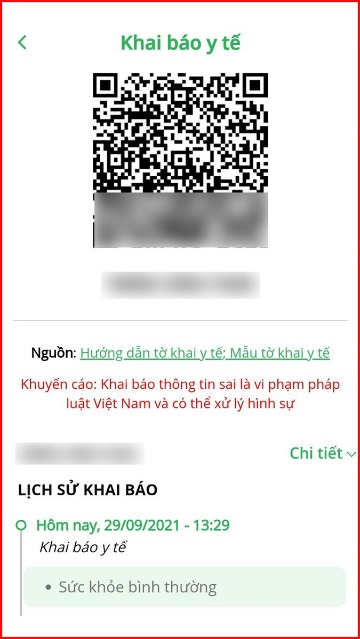 Khai báo y tế
Nguồn: Hướng dẫn tờ khai y tế; Mẫu tờ khai y tế
Khuyến cáo: Khai báo thông tin sai là vi phạm pháp
luật Việt Nam và có thể xử lý hình sự
Chi tiết
LỊCH SỬ KHAI BÁO
Hôm nay, 29/09/2021 - 13:29
Khai báo y tế
• Sức khỏe bình thường